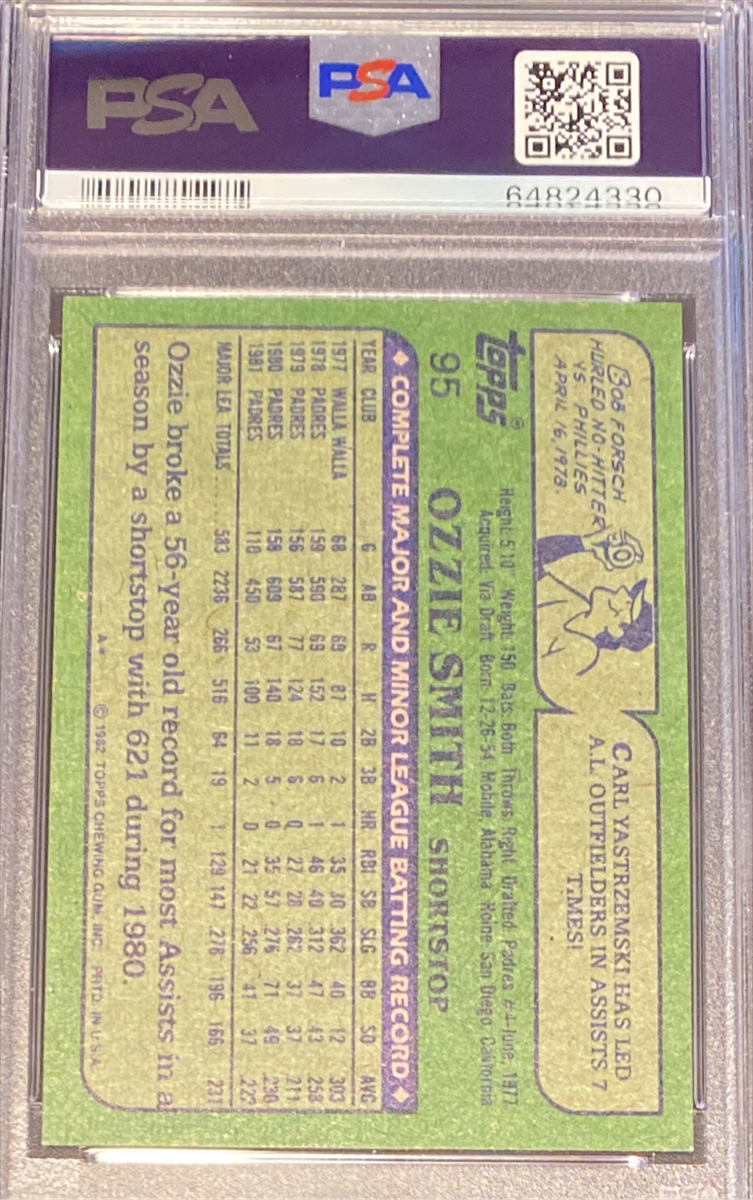 PSA
PSA
64824330
BOB FORSCH
HURLED NO-HITTER
VS. PHILLIES
APRIL 16, 1978.
CARL YASTRZEMSKI HAS LED
A.L. OUTFIELDERS IN ASSISTS 7
TIMES!
topps®
Height: 5'10" Weight: 150 Bats: Both Throws: Right Drafted: Padres #4-June, 1977
Acquired: Via Draft Born: 12-26-54 Mobile, Alabama Home: San Diego, California
95 OZZIE SMITH SHORTSTOP
COMPLETE MAJOR AND MINOR LEAGUE BATTING RECORD
YEAR CLUB G AB R H 2B 3B HR RBI SB SLG BB SO AVG
1977 WALLA WALLA 68 287 69 87 10 2 1 35 30 .362 40 12 .303
1978 PADRES 159 590 69 152 17 6 1 46 40 .312 47 43 .258
1979 PADRES 156 587 77 124 18 6 0 27 28 .262 37 37 .211
1980 PADRES 158 609 67 140 18 5 0 35 57 .276 71 49 .230
1981 PADRES 110 450 53 100 11 2 0 21 22 .256 41 37 .222
MAJOR LEA. TOTALS ..... 583 2236 266 516 64 19 1 129 147 .278 196 166 .231
Ozzie broke a 56-year old record for most Assists in a
season by a shortstop with 621 during 1980.
A* © 1982 TOPPS CHEWING GUM, INC. PRTD. IN U.S.A.